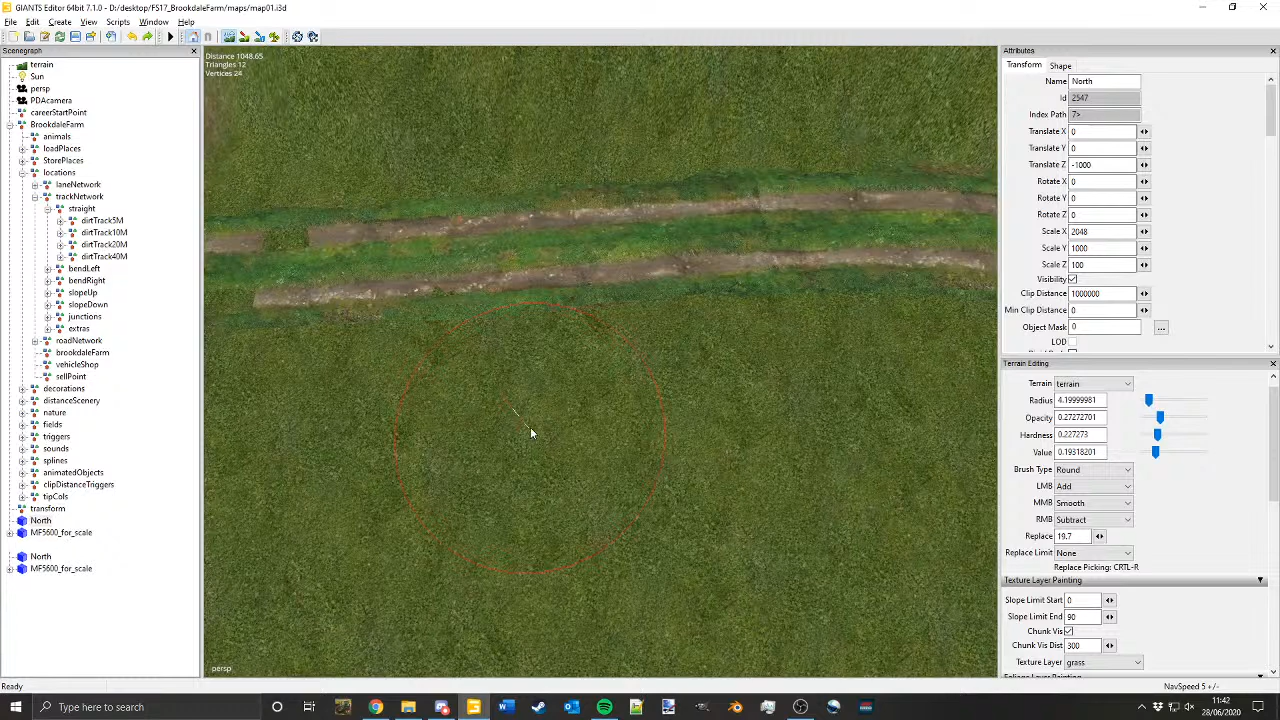 GIANTS Editor 64bit 7.1.0 - D:/desktop/FS17_BrookdaleFarm/maps/map01.i3d
File Edit Create View Scripts Window Help
Scenegraph
terrain
Sun
persp
PDAcamera
careerStartPoint
BrookdaleFarm
animals
loadPlaces
StorePlaces
locations
laneNetwork
trackNetwork
straight
dirtTrack5M
dirtTrack10M
dirtTrack20M
dirtTrack40M
bendLeft
bendRight
slopeUp
slopeDown
junctions
extras
roadNetwork
brookdaleFarm
vehicleShop
sellPoint
decorations
distanceScenery
nature
fields
triggers
sounds
splines
animatedObjects
clipDistanceTriggers
tipCols
transform
North
MF5600_for_scale
North
MF5600_for_scale
Distance 1048.65
Triangles 12
Vertices 24
persp
Attributes
Transform Shape
Name North
Id 2547
Index Path 7>
Translate X 0
Translate Y 0
Translate Z -1000
Rotate X 0
Rotate Y 0
Rotate Z 0
Scale X 2048
Scale Y 1000
Scale Z 100
Visibility
Clip Distance 1000000
Min Clip Distance 0
Object Mask 0 ...
LOD
Terrain Editing
Terrain terrain
Radius 4.19999981
Opacity 0.27272701
Hardness 0.227273
Value 0.19318201
Brush Type Round
LMB Add
MMB Smooth
RMB Subtract
Replace 19.7
Replace Limit None
Replace Picking: CRTL-R
Texture Layer Painting
Slope Limit Start 0
Slope Limit End 90
Chunk Vis
Chunk Vis Dist 300
Texture Layer grass
Ready
NavSpeed 5 +/-
Type here to search
11:42
28/06/2020